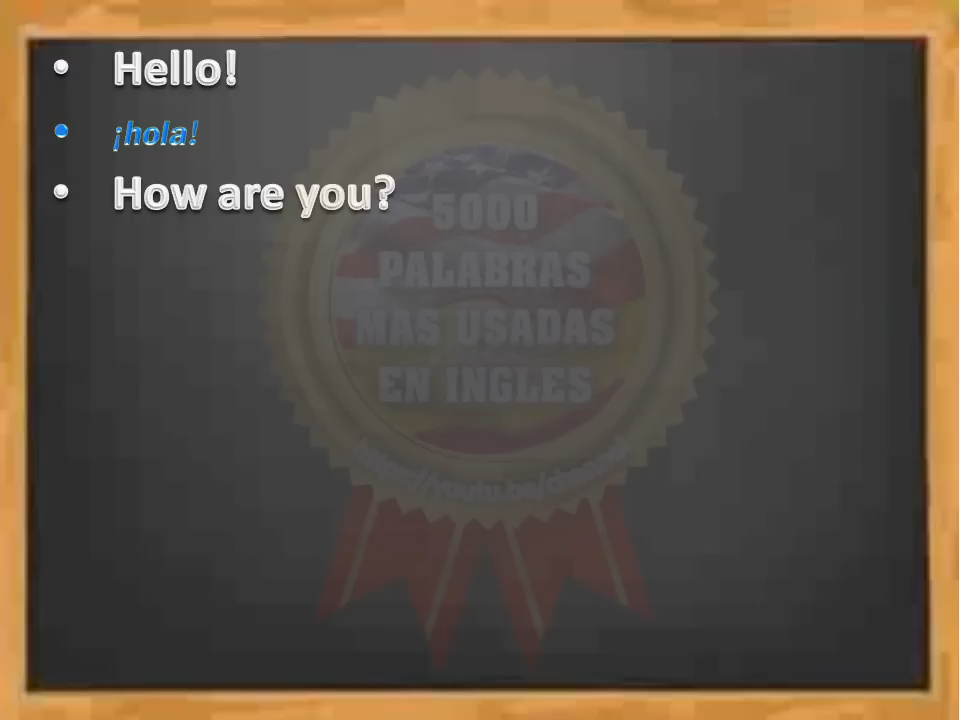 Hello!
¡hola!
How are you?
5000
PALABRAS
MAS USADAS
EN INGLES